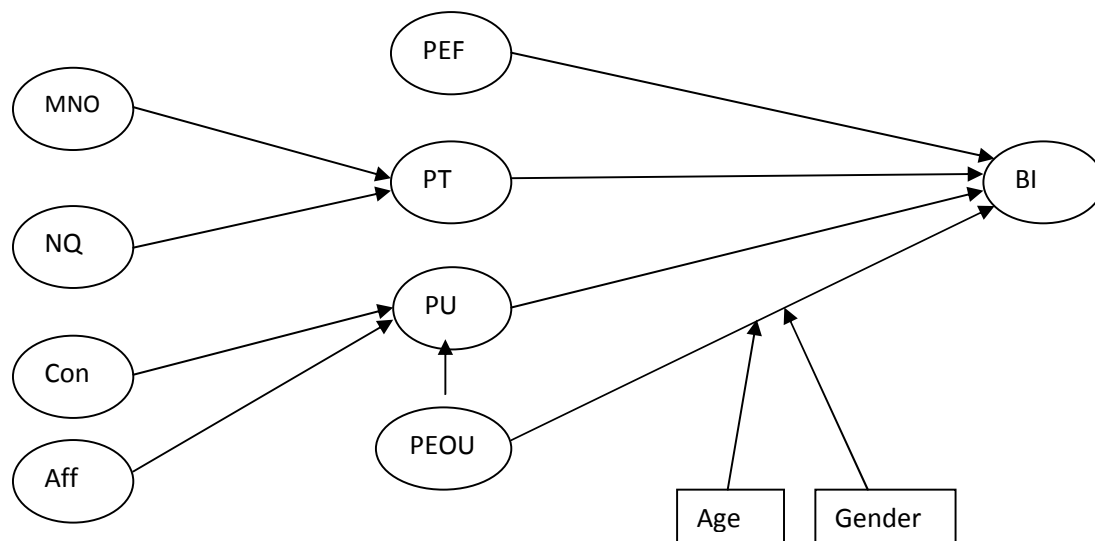 PEF
MNO
PT
BI
NQ
PU
Con
PEOU
Aff
Age
Gender